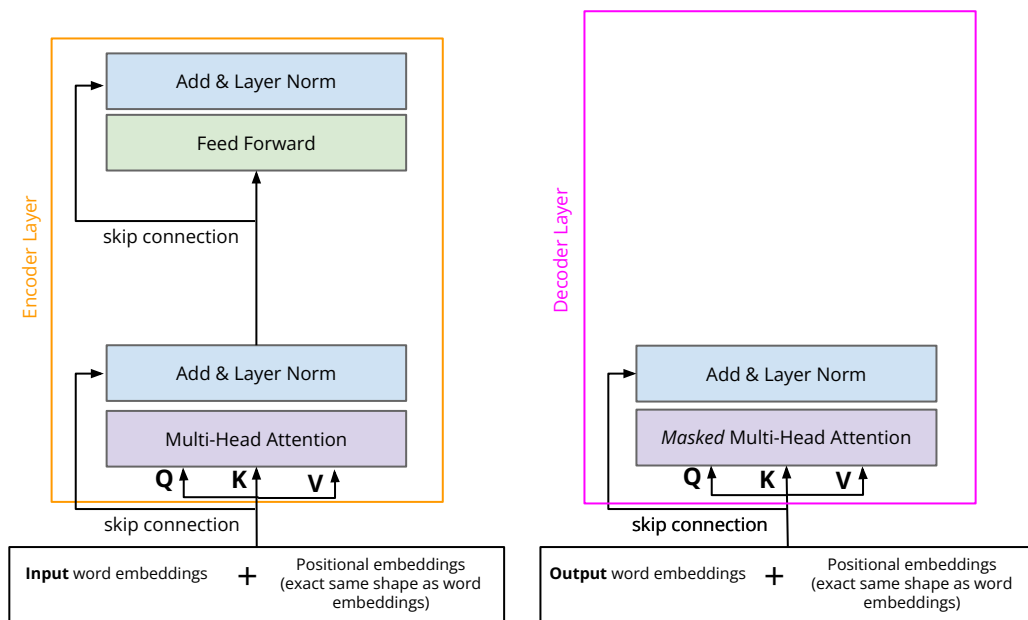 Encoder Layer
Add & Layer Norm
Feed Forward
skip connection
Add & Layer Norm
Multi-Head Attention
Q K V
skip connection
Input word embeddings
+
Positional embeddings
(exact same shape as word
embeddings)
Decoder Layer
Add & Layer Norm
Masked Multi-Head Attention
Q K V
skip connection
Output word embeddings
+
Positional embeddings
(exact same shape as word
embeddings)